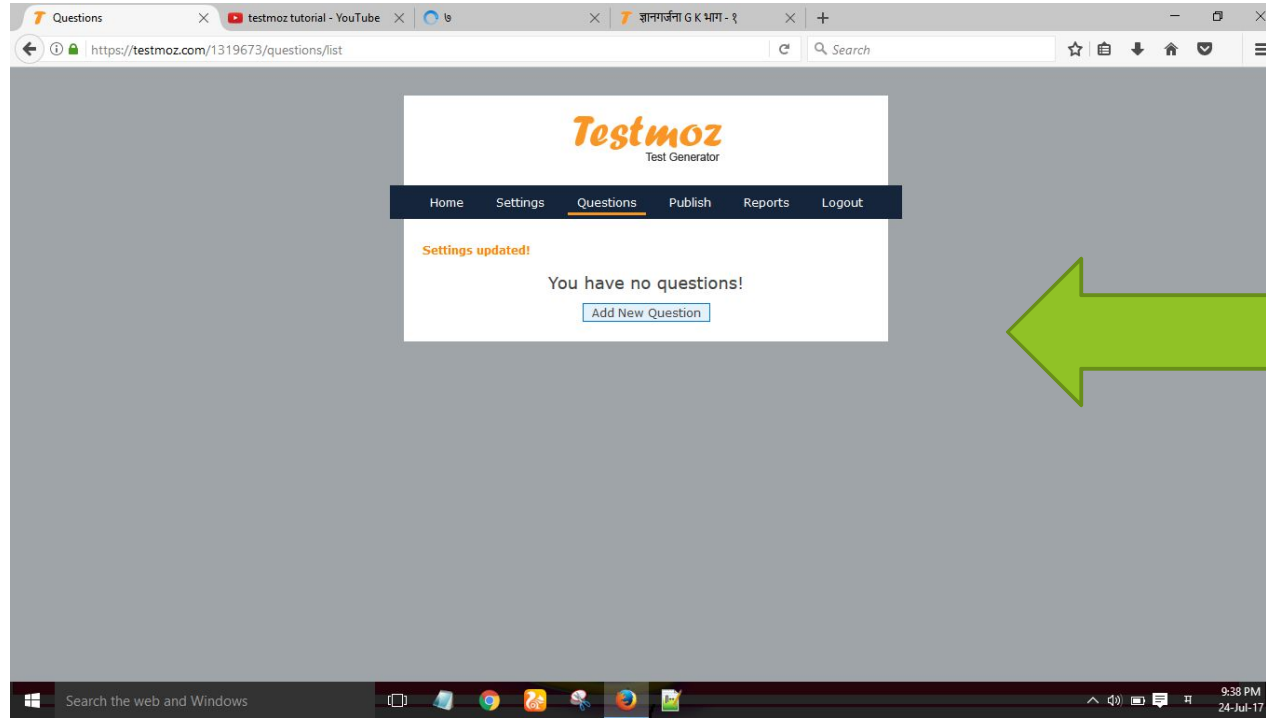 Questions
testmoz tutorial - YouTube
७
ज्ञानगर्जना G K भाग - १
https://testmoz.com/1319673/questions/list
Search
Testmoz
Test Generator
Home Settings Questions Publish Reports Logout
Settings updated!
You have no questions!
Add New Question
Search the web and Windows
म
9:38 PM
24-Jul-17